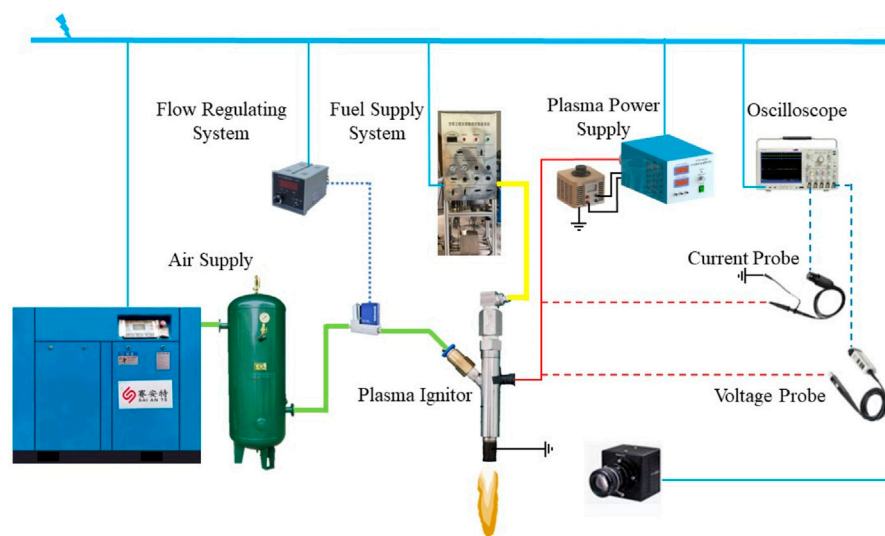 Flow Regulating
System
Fuel Supply
System
Plasma Power
Supply
Oscilloscope
Air Supply
Current Probe
赛安特
SAI AN TE
Plasma Ignitor
Voltage Probe